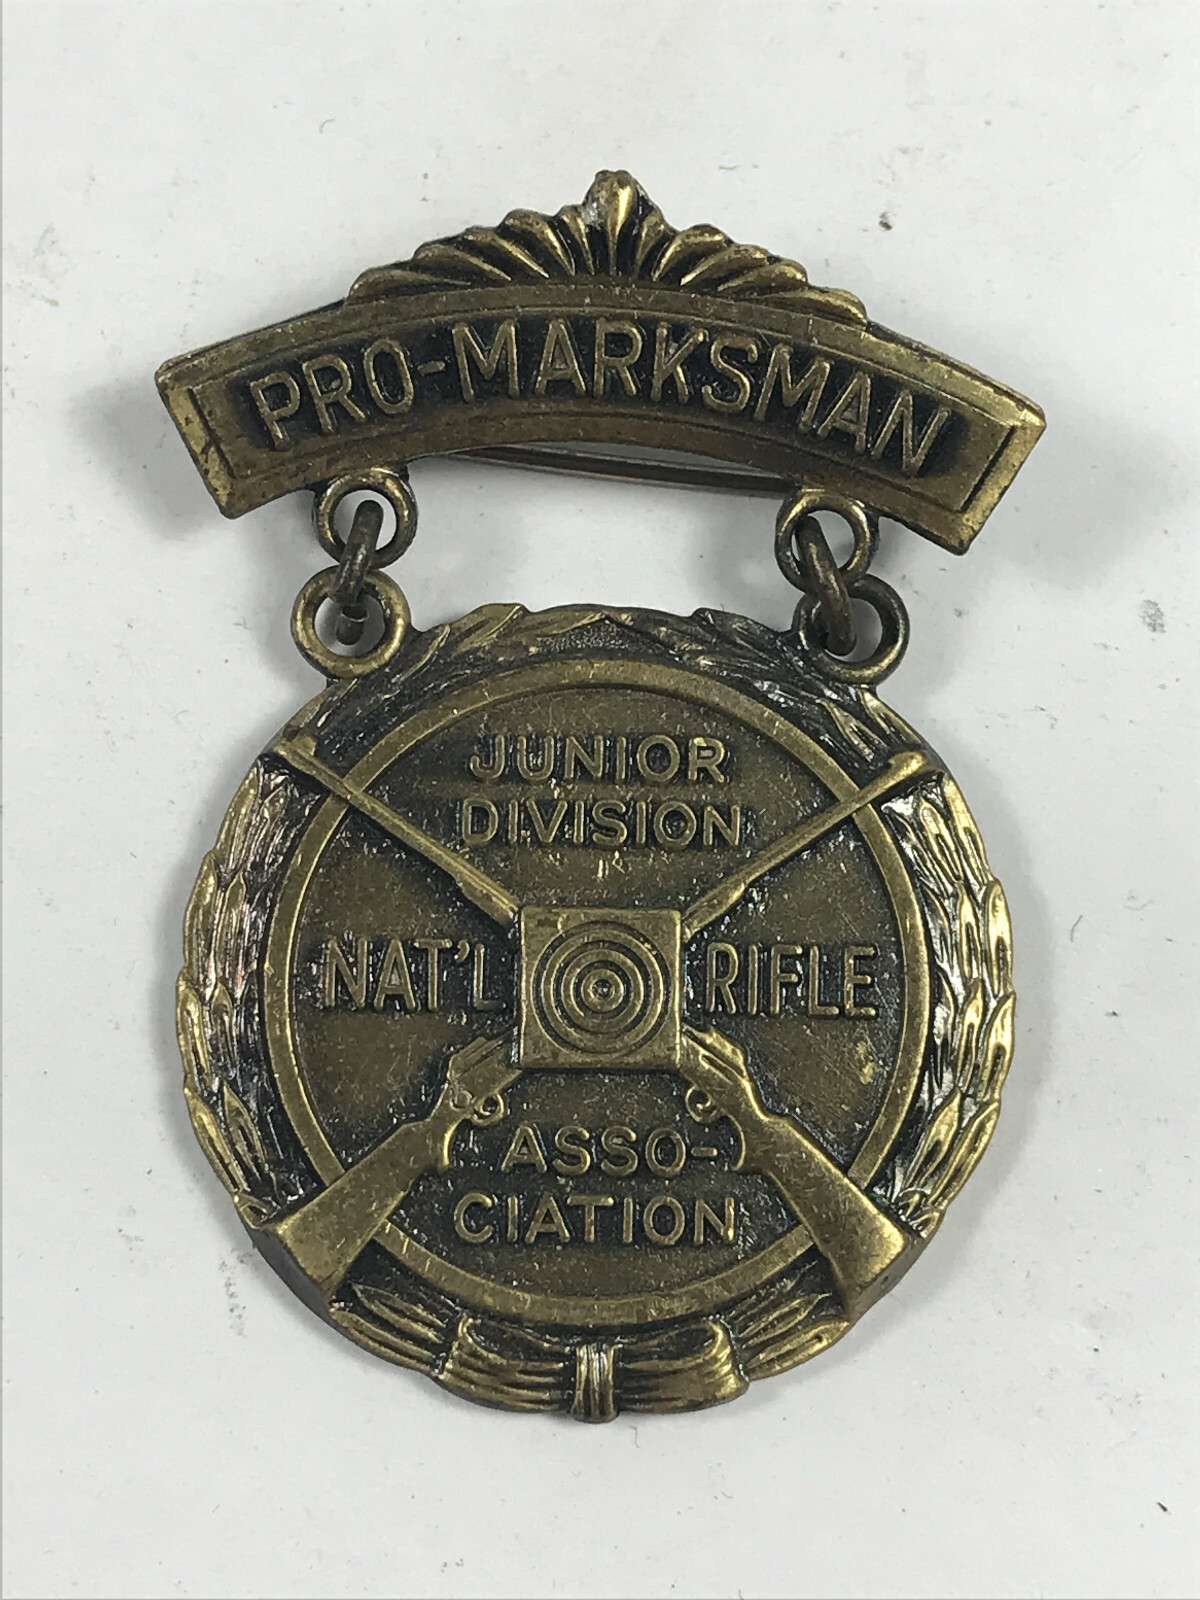 PRO-MARKSMAN
JUNIOR
DIVISION
NAT'L RIFLE
ASSO-
CIATION